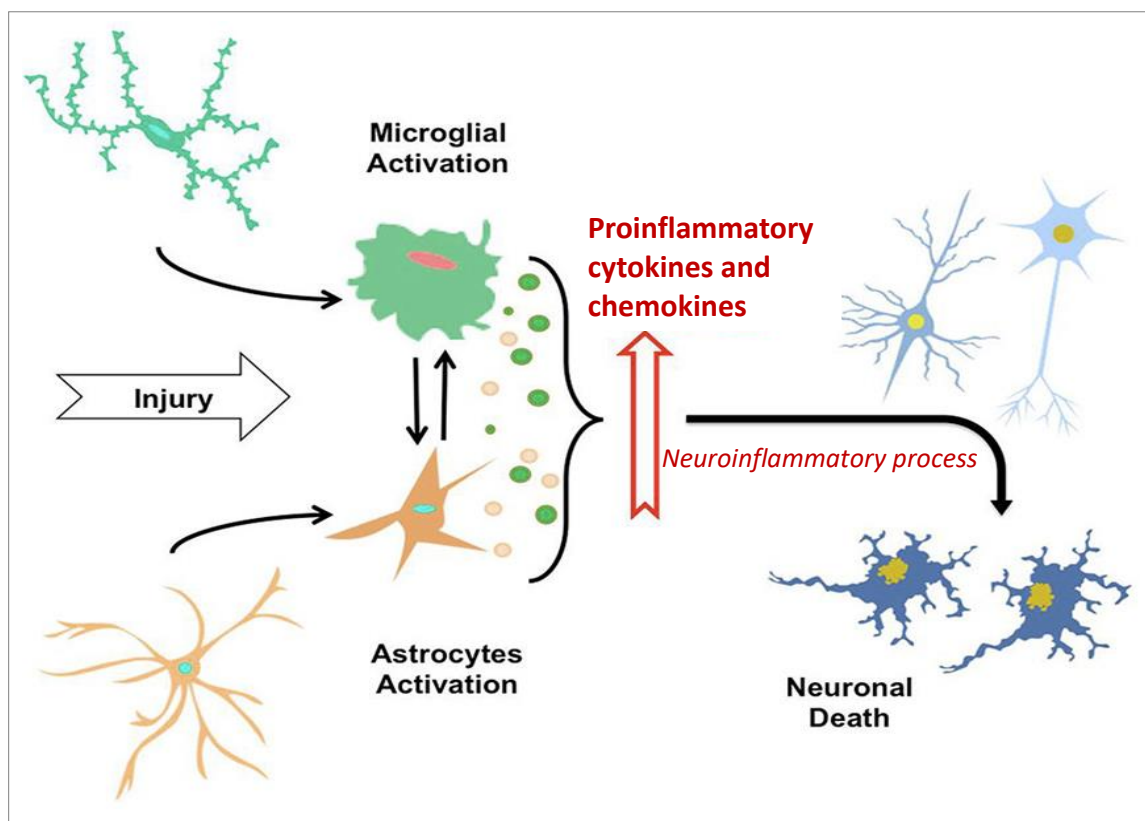 Microglial
Activation
Proinflammatory
cytokines and
chemokines
Injury
Neuroinflammatory process
Astrocytes
Activation
Neuronal
Death